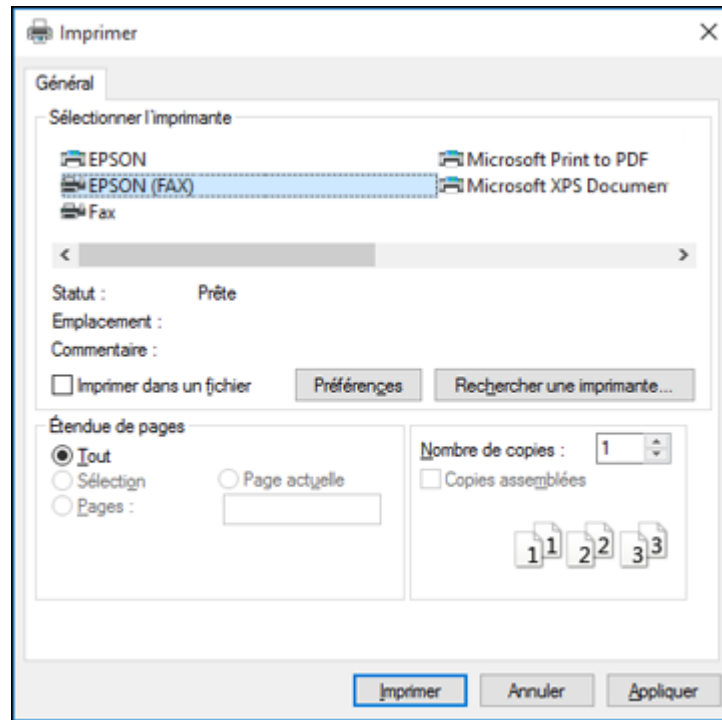 Imprimer
Général
Sélectionner l'imprimante
EPSON
Microsoft Print to PDF
EPSON (FAX)
Microsoft XPS Documen
Fax
Statut : Prête
Emplacement :
Commentaire :
Imprimer dans un fichier
Préférences
Rechercher une imprimante...
Étendue de pages
Tout
Sélection
Page actuelle
Pages :
Nombre de copies : 1
Copies assemblées
1 1 2 2 3 3
Imprimer
Annuler
Appliquer